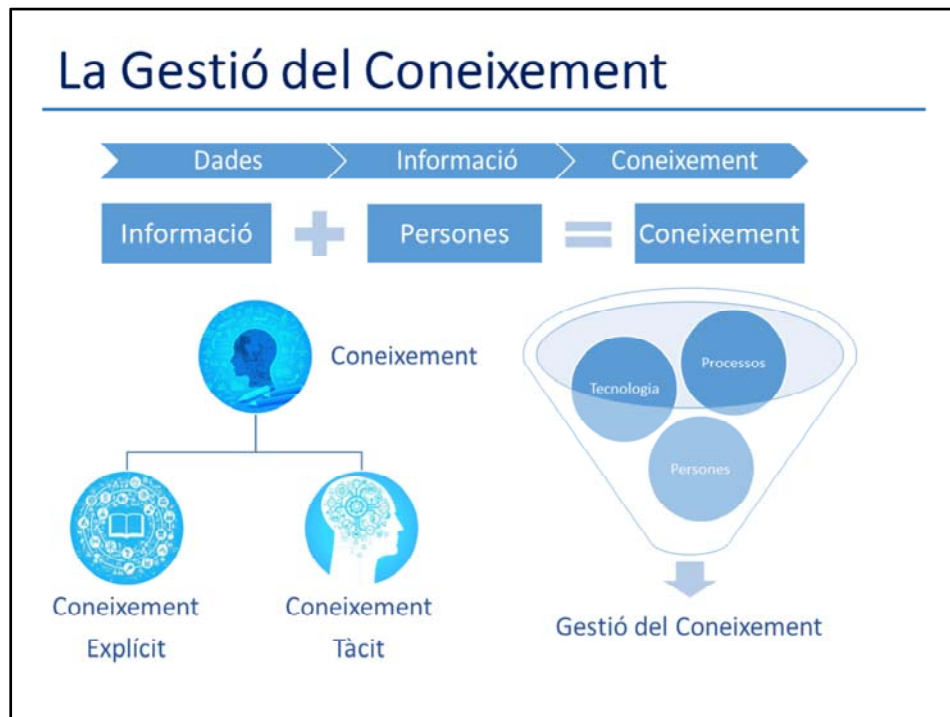 La Gestió del Coneixement
Dades
Informació
Coneixement
Informació
Persones
Coneixement
Coneixement
Coneixement
Explícit
Coneixement
Tàcit
Tecnologia
Processos
Persones
Gestió del Coneixement